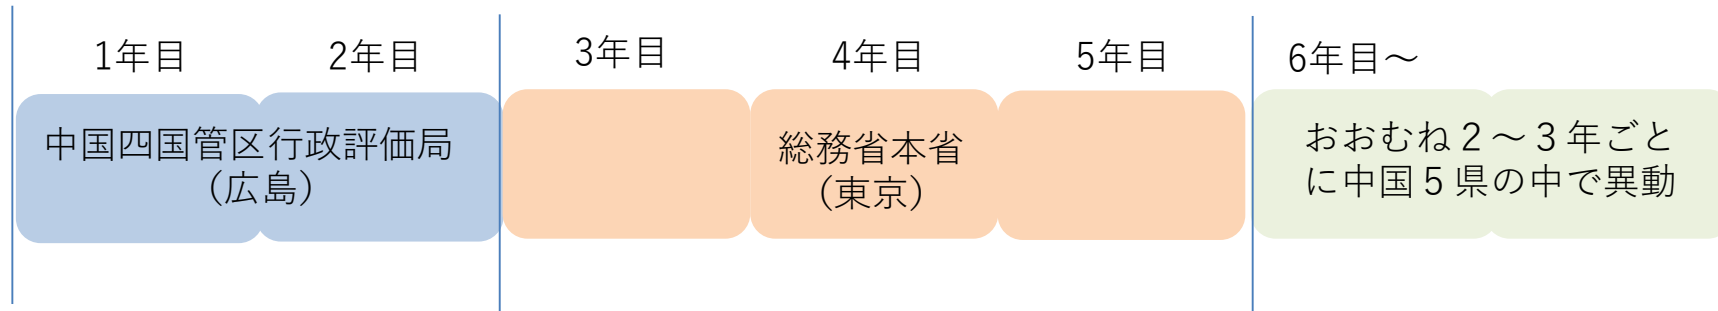 1年目
2年目
3年目
4年目
5年目
6年目～
中国四国管区行政評価局
（広島）
総務省本省
（東京）
おおむね２～３年ごと
に中国５県の中で異動